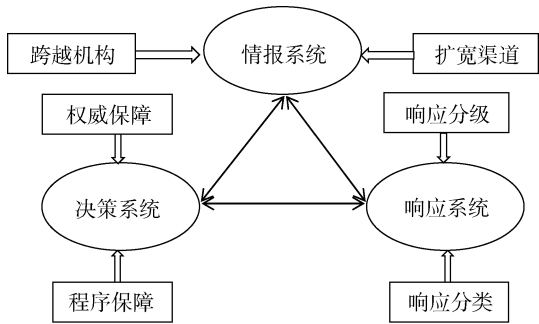 跨越机构
情报系统
扩宽渠道
权威保障
响应分级
决策系统
响应系统
程序保障
响应分类